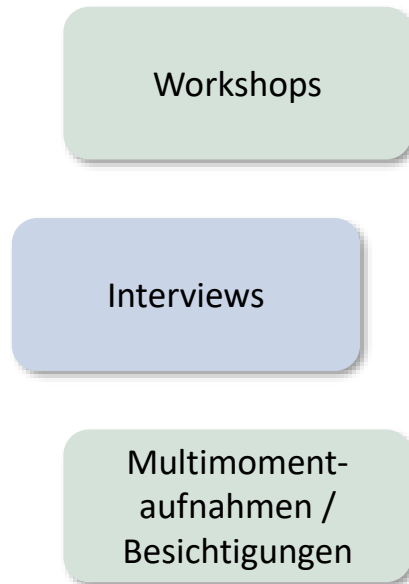 Workshops
Interviews
Multimoment-
aufnahmen /
Besichtigungen